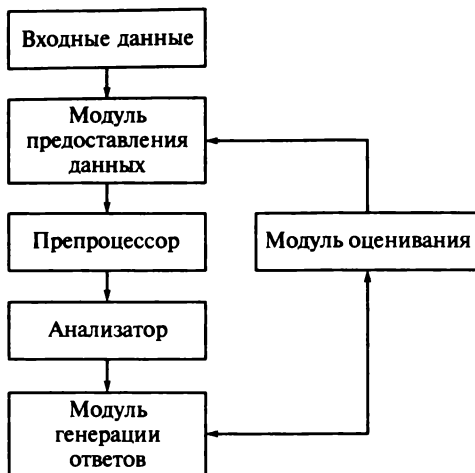 Входные данные
Модуль
предоставления
данных
Препроцессор
Модуль оценивания
Анализатор
Модуль
генерации
ответов